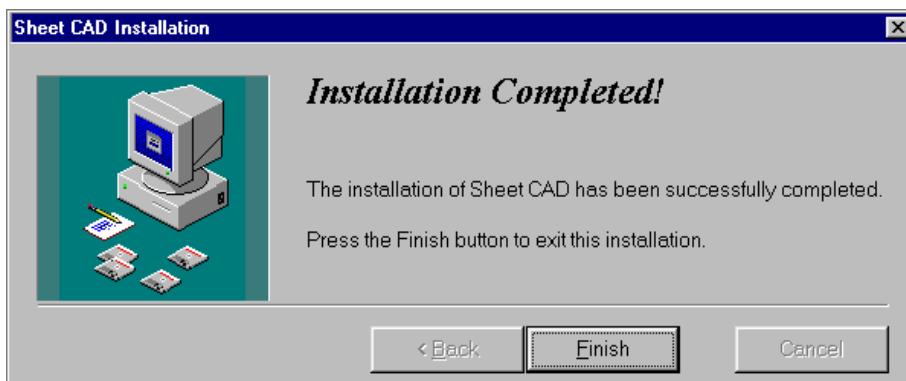 Sheet CAD Installation
Installation Completed!
The installation of Sheet CAD has been successfully completed.
Press the Finish button to exit this installation.
< Back
Finish
Cancel